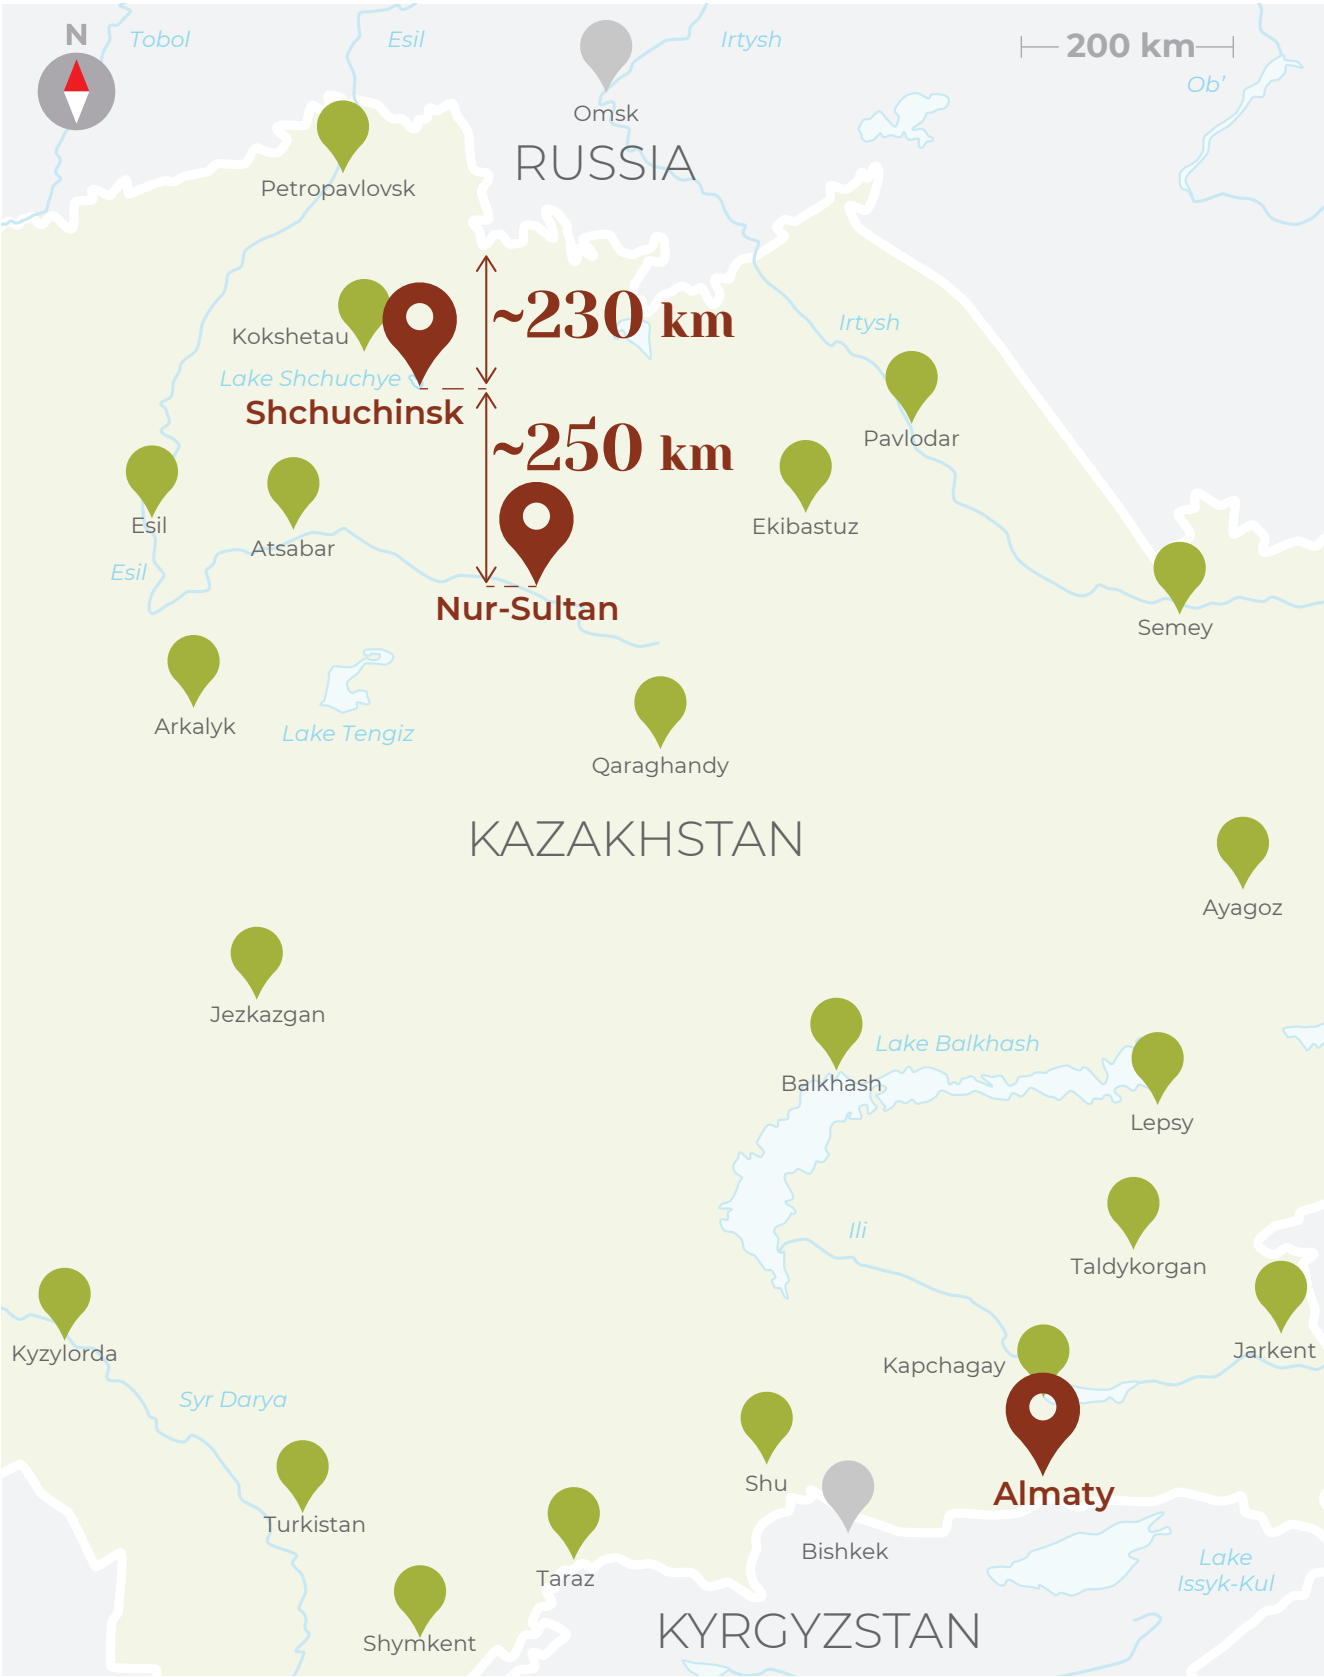 N
Tobol
Esil
Irtysh
200 km
Ob’
Omsk
RUSSIA
Petropavlovsk
~230 km
Irtysh
Kokshetau
Lake Shchuchye
Shchuchinsk
~250 km
Pavlodar
Esil
Atsabar
Ekibastuz
Esil
Nur-Sultan
Semey
Arkalyk
Lake Tengiz
Qaraghandy
KAZAKHSTAN
Ayagoz
Jezkazgan
Lake Balkhash
Balkhash
Lepsy
Ili
Taldykorgan
Kyzylorda
Kapchagay
Jarkent
Syr Darya
Shu
Almaty
Turkistan
Bishkek
Taraz
Lake
Issyk-Kul
KYRGYZSTAN
Shymkent